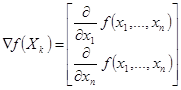 ∇f(X_k) = [ ∂/∂x_1 f(x_1,...,x_n)
∂/∂x_n f(x_1,...,x_n) ]